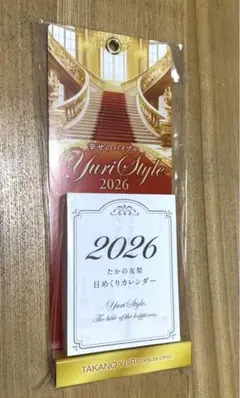 幸せのバイブル
Yuri Style
2026
2026
たかの友梨
日めくりカレンダー
Yuri Style.
The bible of the happiness.
TAKANO YURI